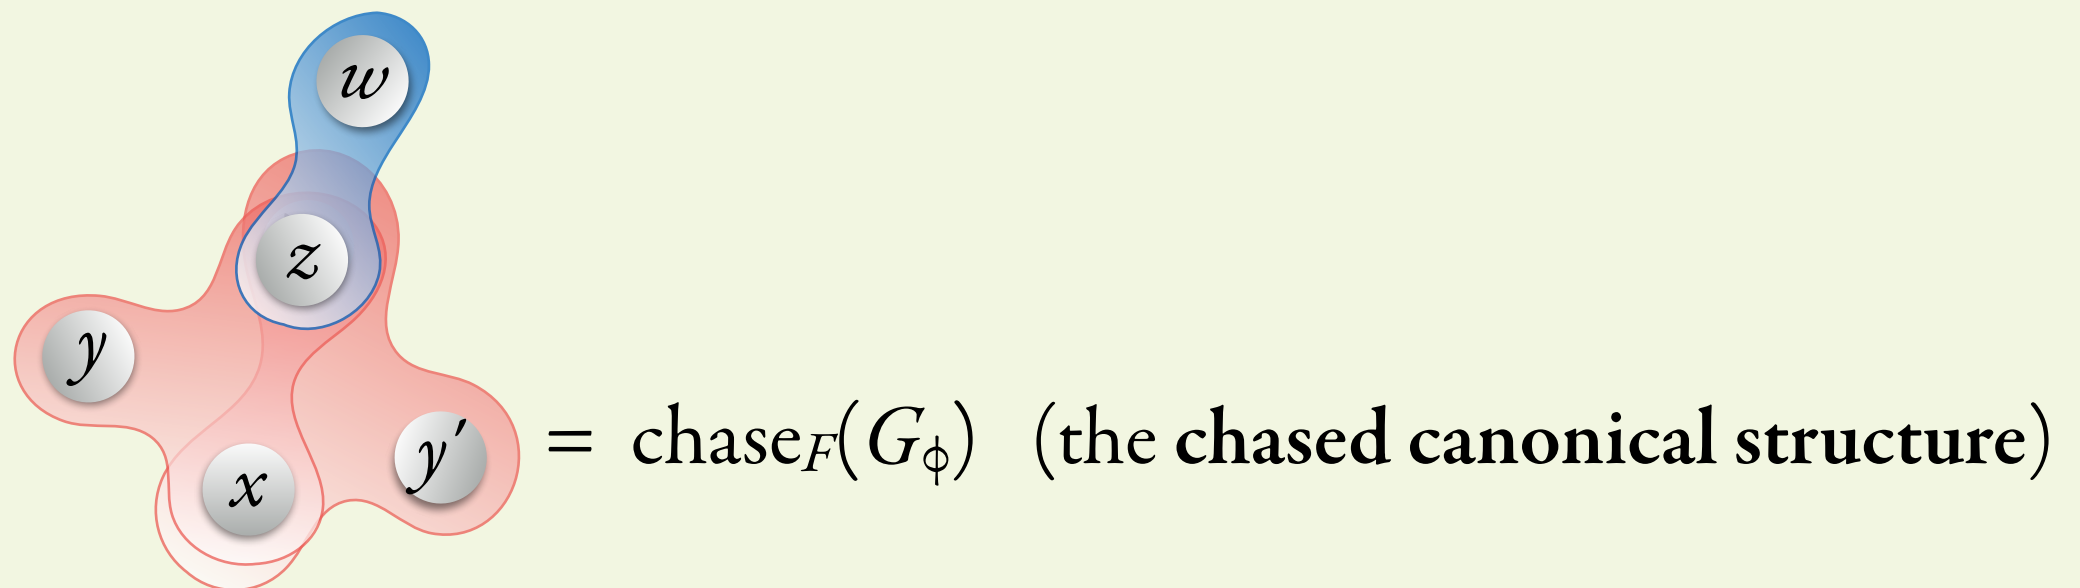 w
z
y
y′
x
= chase_F(G_ϕ) (the chased canonical structure)